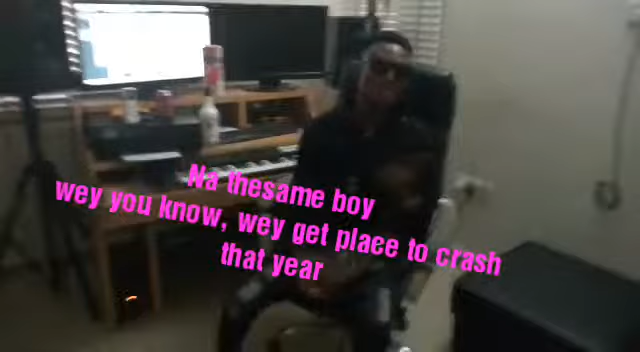 Na thesame boy
wey you know, wey get place to crash
that year